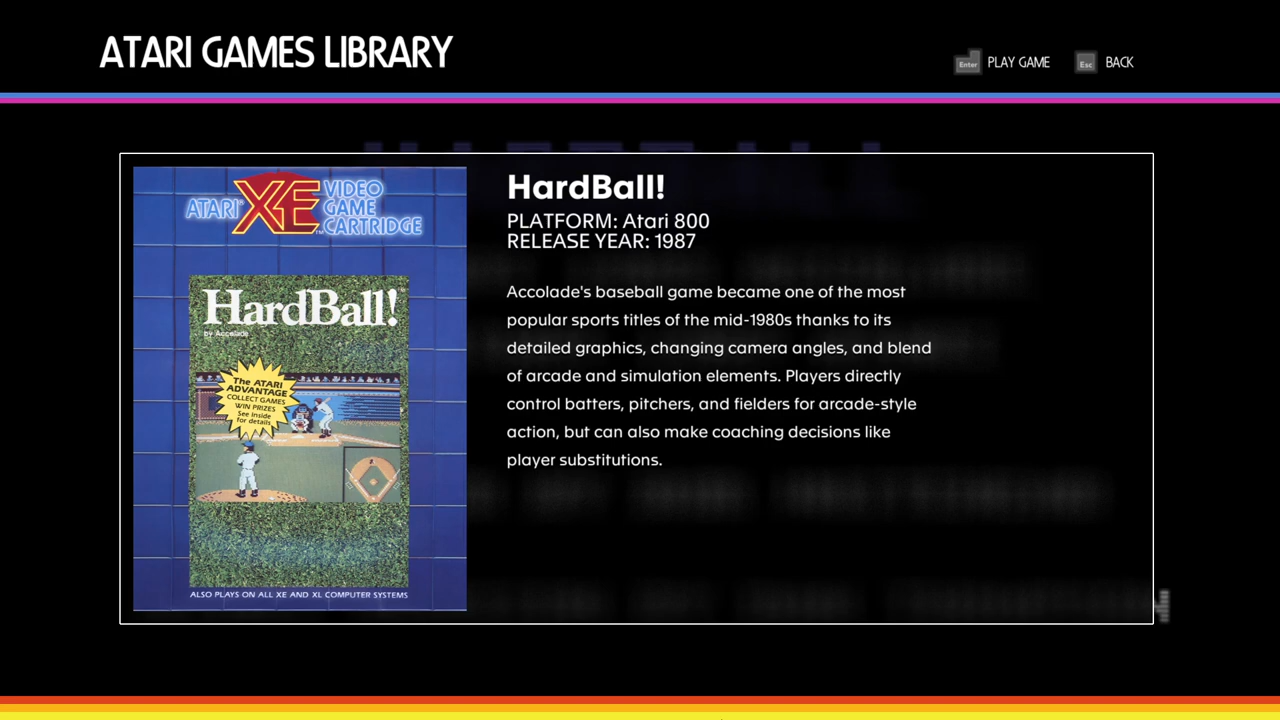 ATARI GAMES LIBRARY
Enter PLAY GAME Esc BACK
ATARI® XE™ VIDEO
GAME
CARTRIDGE
HardBall!
by Accolade
The ATARI
ADVANTAGE
COLLECT GAMES
WIN PRIZES
See inside
for details
ALSO PLAYS ON ALL XE AND XL COMPUTER SYSTEMS
HardBall!
PLATFORM: Atari 800
RELEASE YEAR: 1987
Accolade's baseball game became one of the most
popular sports titles of the mid-1980s thanks to its
detailed graphics, changing camera angles, and blend
of arcade and simulation elements. Players directly
control batters, pitchers, and fielders for arcade-style
action, but can also make coaching decisions like
player substitutions.